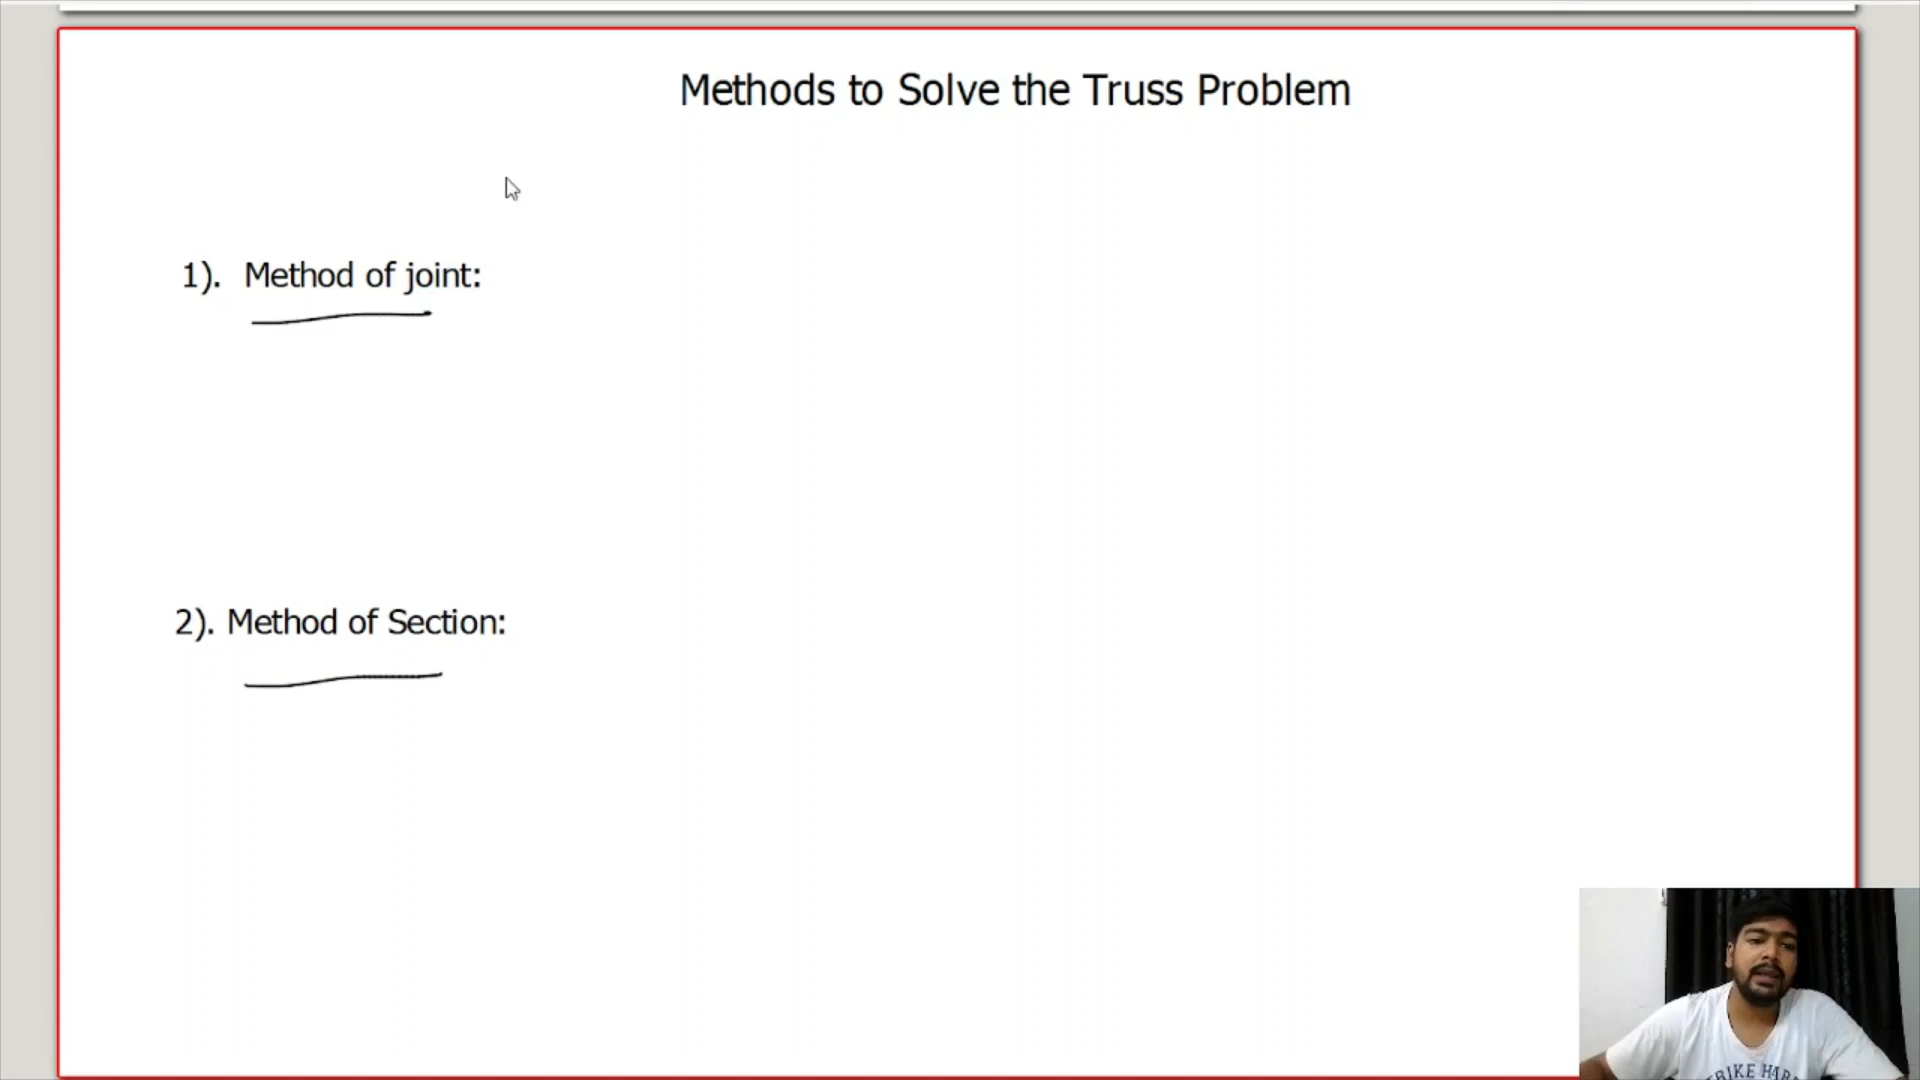 Methods to Solve the Truss Problem
1). Method of joint:
2). Method of Section: